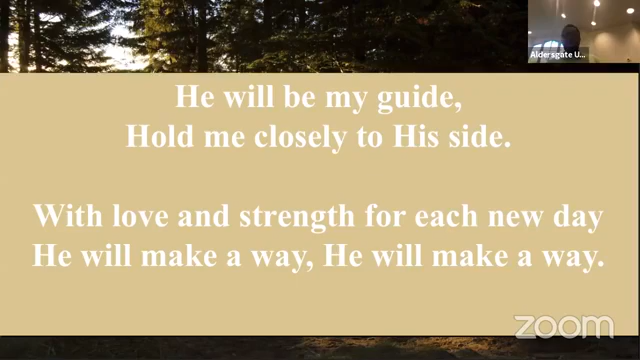 Aldersgate U...
He will be my guide,
Hold me closely to His side.
With love and strength for each new day
He will make a way, He will make a way.
zoom